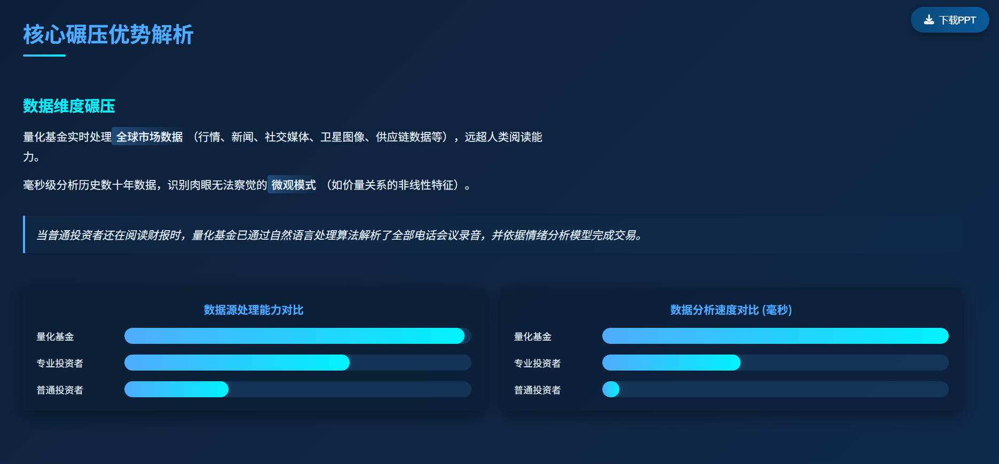 核心碾压优势解析
下载PPT
数据维度碾压
量化基金实时处理 全球市场数据 （行情、新闻、社交媒体、卫星图像、供应链数据等），远超人类阅读能
力。
毫秒级分析历史数十年数据，识别肉眼无法察觉的 微观模式 （如价量关系的非线性特征）。
当普通投资者还在阅读财报时，量化基金已通过自然语言处理算法解析了全部电话会议录音，并依据情绪分析模型完成交易。
数据源处理能力对比
量化基金
专业投资者
普通投资者
数据分析速度对比 (毫秒)
量化基金
专业投资者
普通投资者